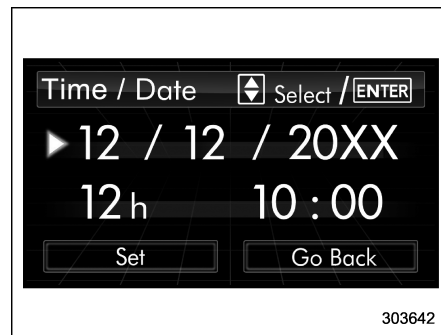 Time / Date Select / ENTER
12 / 12 / 20XX
12h 10 : 00
Set Go Back
303642